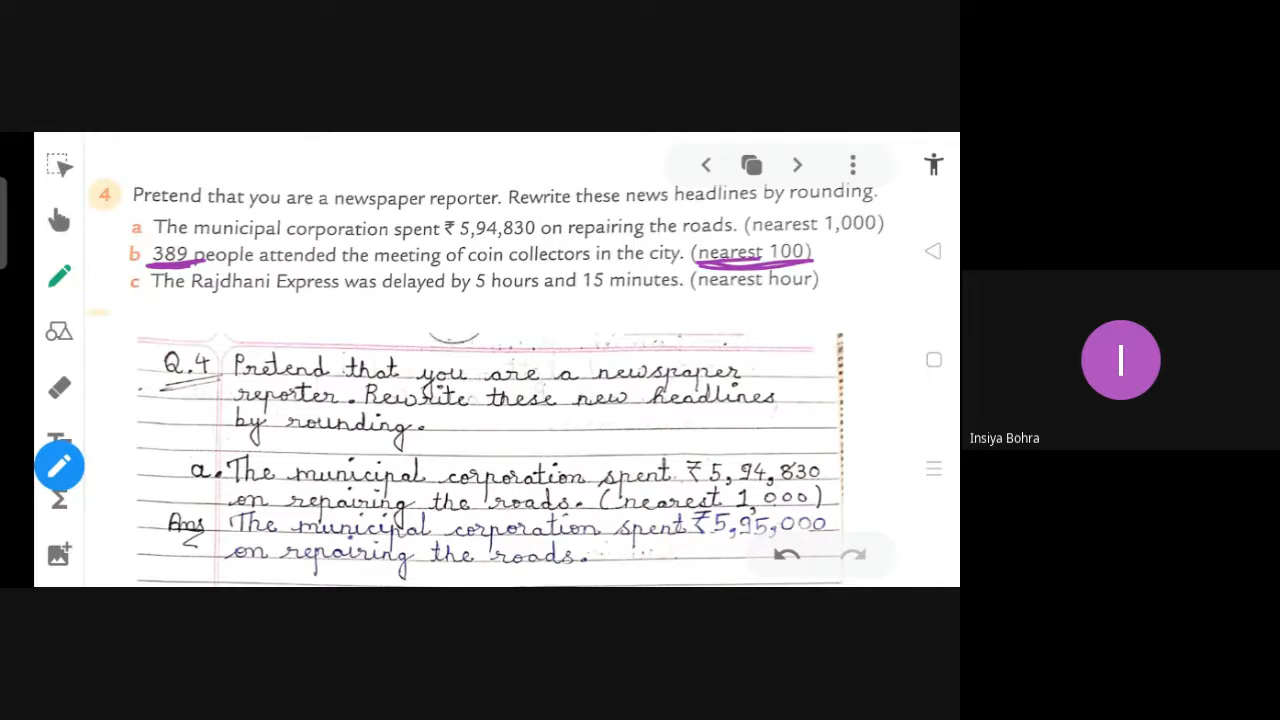 4 Pretend that you are a newspaper reporter. Rewrite these news headlines by rounding.
a The municipal corporation spent ₹ 5,94,830 on repairing the roads. (nearest 1,000)
b 389 people attended the meeting of coin collectors in the city. (nearest 100)
c The Rajdhani Express was delayed by 5 hours and 15 minutes. (nearest hour)
Q.4 Pretend that you are a newspaper
reporter. Rewrite these new headlines
by rounding.
a. The municipal corporation spent ₹ 5,94,830
on repairing the roads. (nearest 1,000)
Ans The municipal corporation spent ₹5,95,000
on repairing the roads.
I
Insiya Bohra